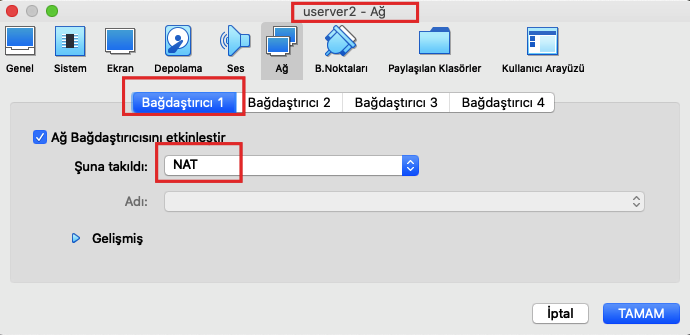 userver2 - Ağ
Genel Sistem Ekran Depolama Ses Ağ B.Noktaları Paylaşılan Klasörler Kullanıcı Arayüzü
Bağdaştırıcı 1 Bağdaştırıcı 2 Bağdaştırıcı 3 Bağdaştırıcı 4
Ağ Bağdaştırıcısını etkinleştir
Şuna takıldı: NAT
Adı:
Gelişmiş
İptal TAMAM